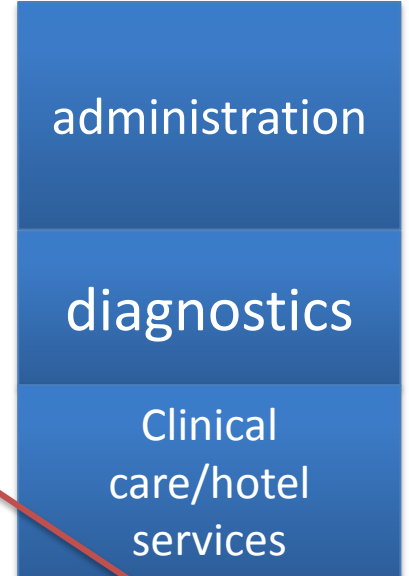 administration
diagnostics
Clinical
care/hotel
services